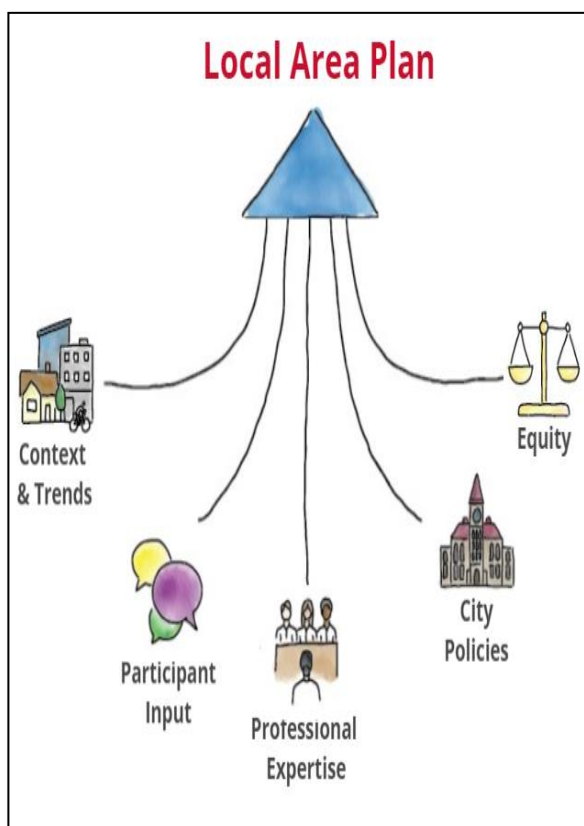 Local Area Plan
Context
& Trends
Participant
Input
Professional
Expertise
City
Policies
Equity